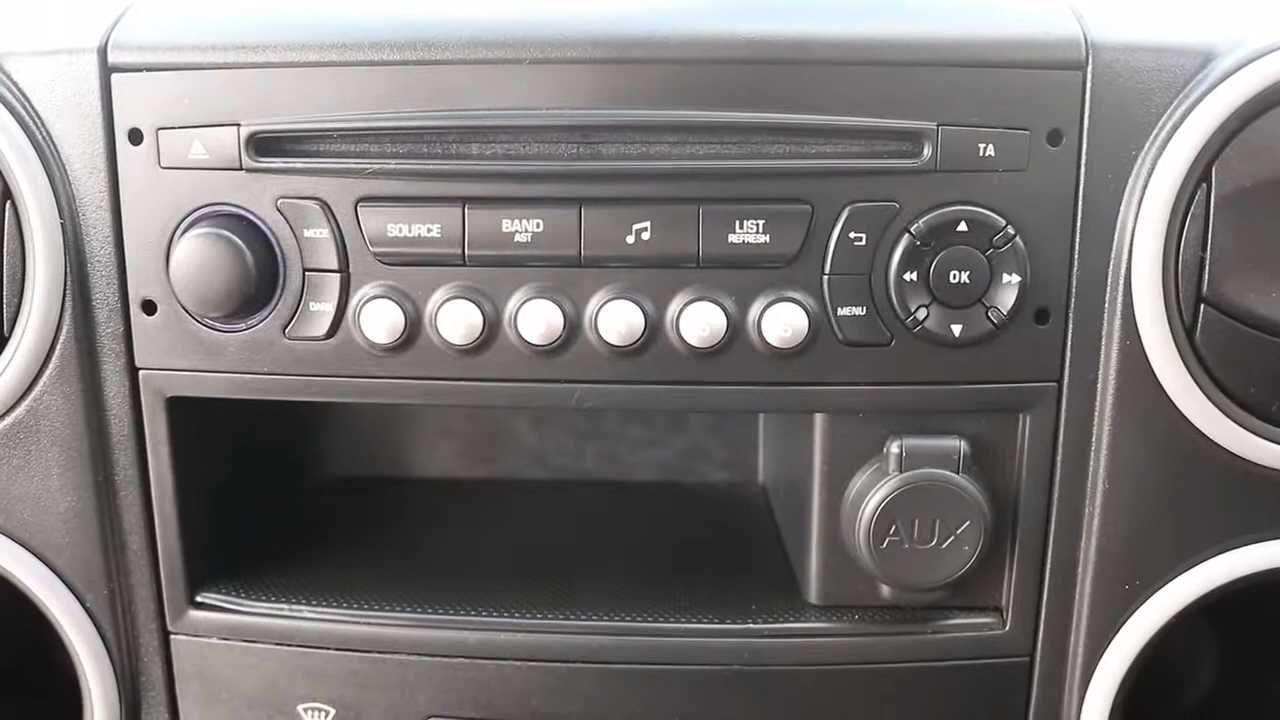 TA
MODE
SOURCE
BAND
AST
LIST
REFRESH
DARK
MENU
OK
AUX